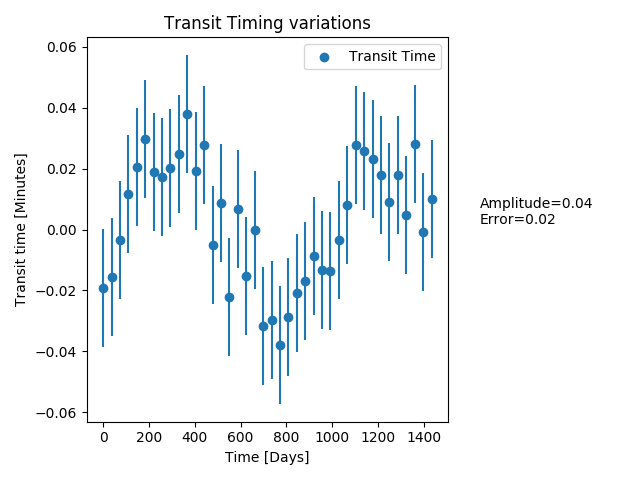 Transit Timing variations
Transit Time
0.06
0.04
0.02
0.00
−0.02
−0.04
−0.06
Transit time [Minutes]
Amplitude=0.04
Error=0.02
0 200 400 600 800 1000 1200 1400
Time [Days]